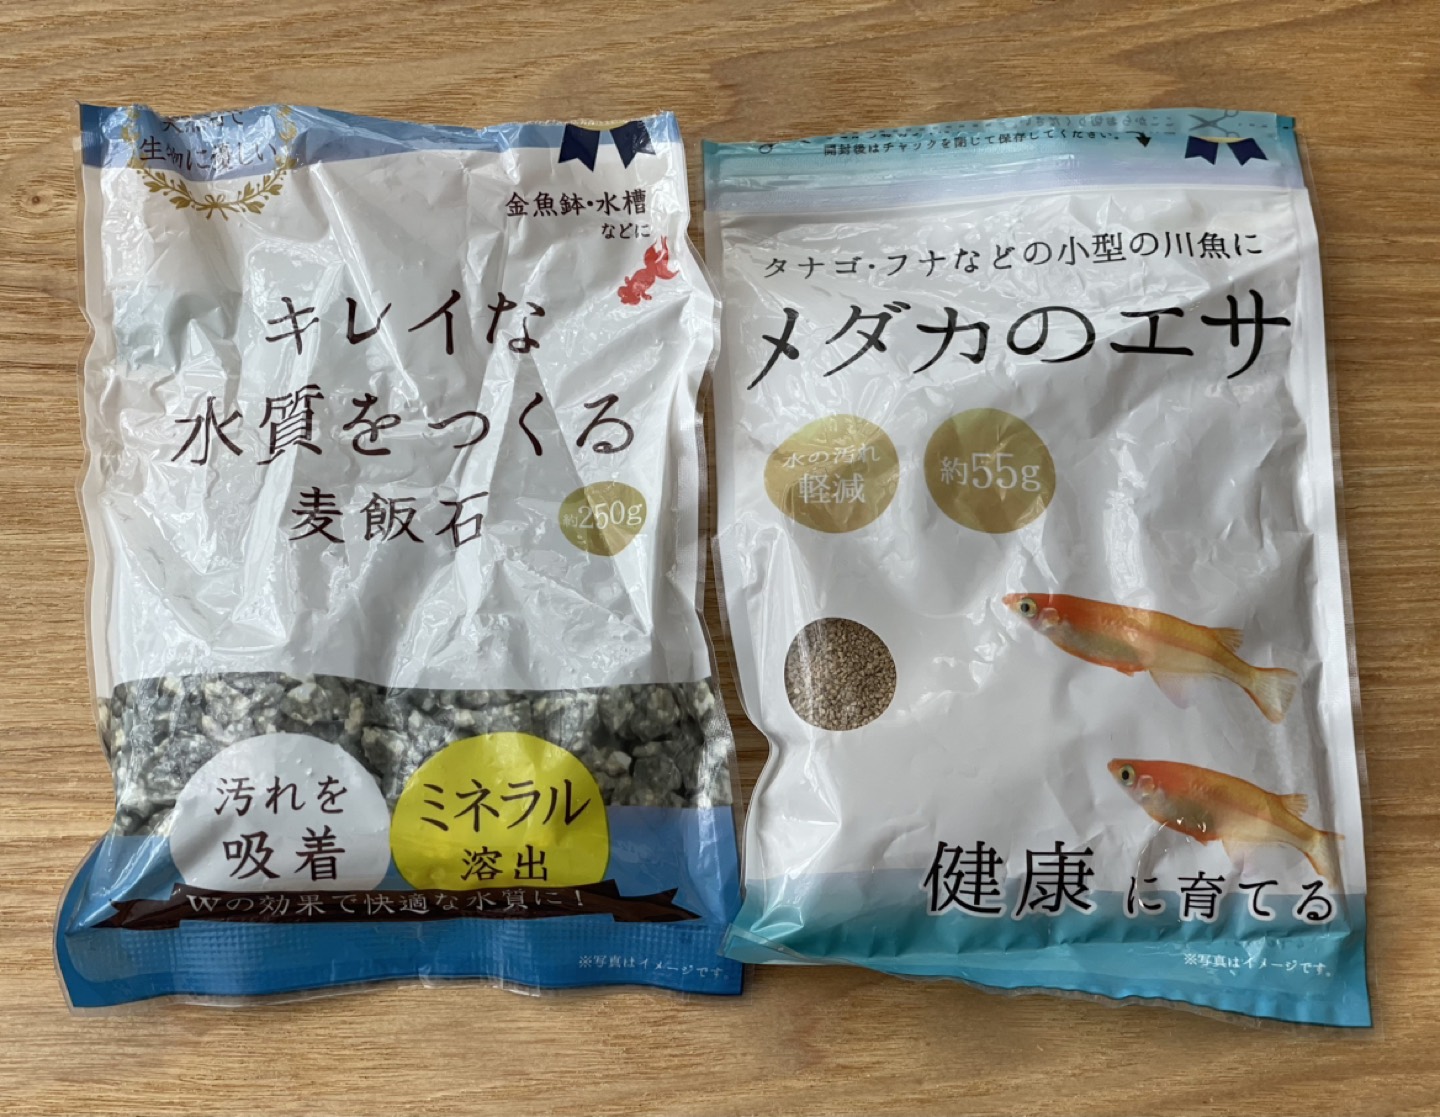 生物に優しい
金魚鉢・水槽
などに
キレイな
水質をつくる
麦飯石
約250g
汚れを
吸着
ミネラル
溶出
Wの効果で快適な水質に!
※写真はイメージです。
開封後はチャックを閉じて保存してください。
タナゴ・フナなどの小型の川魚に
メダカのエサ
水の汚れ
軽減
約55g
健康に育てる
※写真はイメージです。